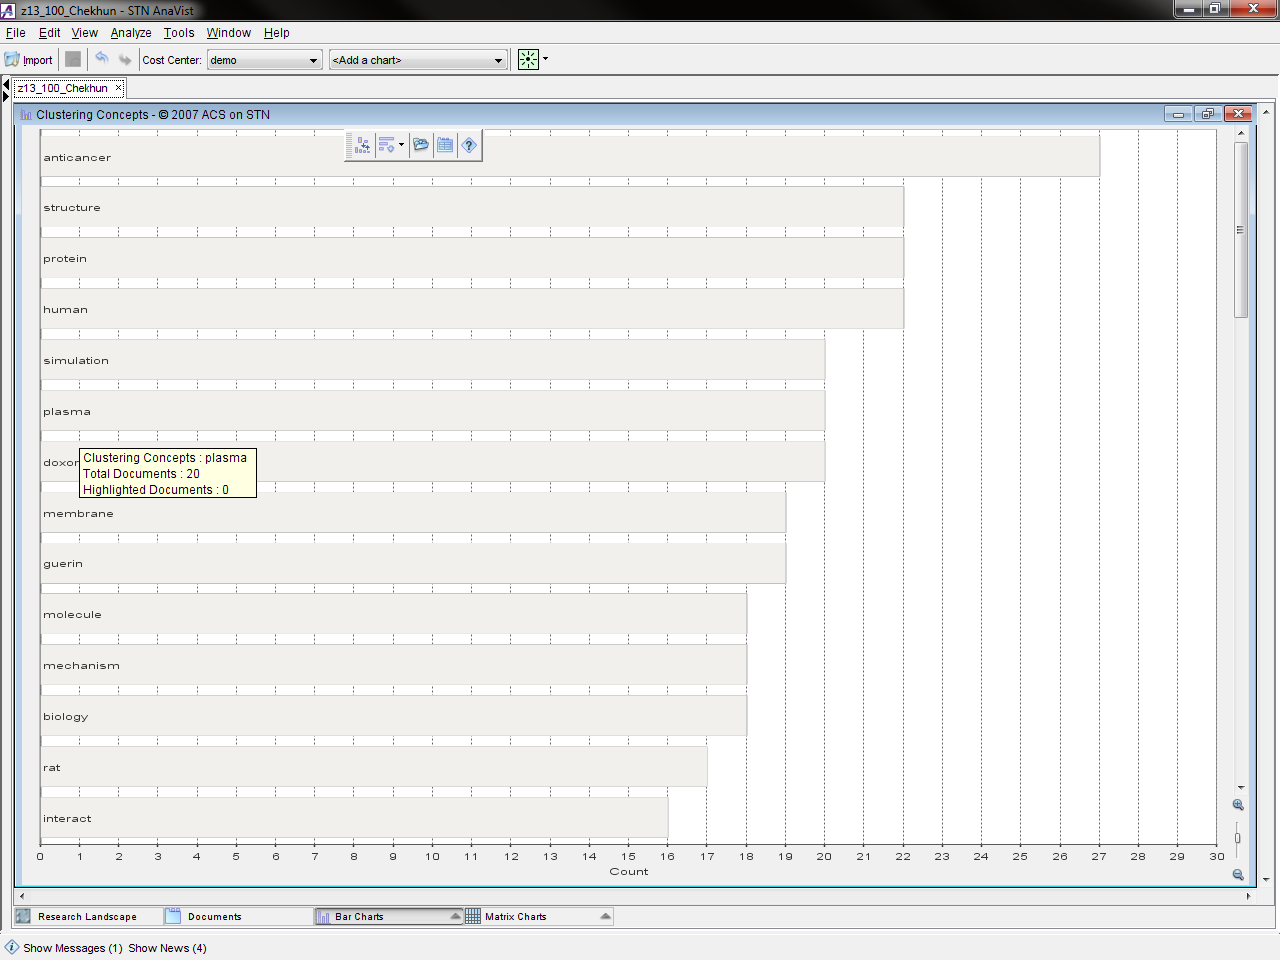 z13_100_Chekhun - STN AnaVist
File Edit View Analyze Tools Window Help
Import Cost Center: demo <Add a chart>
z13_100_Chekhun
Clustering Concepts - © 2007 ACS on STN
anticancer
structure
protein
human
simulation
plasma
Clustering Concepts : plasma
Total Documents : 20
Highlighted Documents : 0
membrane
guerin
molecule
mechanism
biology
rat
interact
0 1 2 3 4 5 6 7 8 9 10 11 12 13 14 15 16 17 18 19 20 21 22 23 24 25 26 27 28 29 30
Count
Research Landscape Documents Bar Charts Matrix Charts
Show Messages (1) Show News (4)